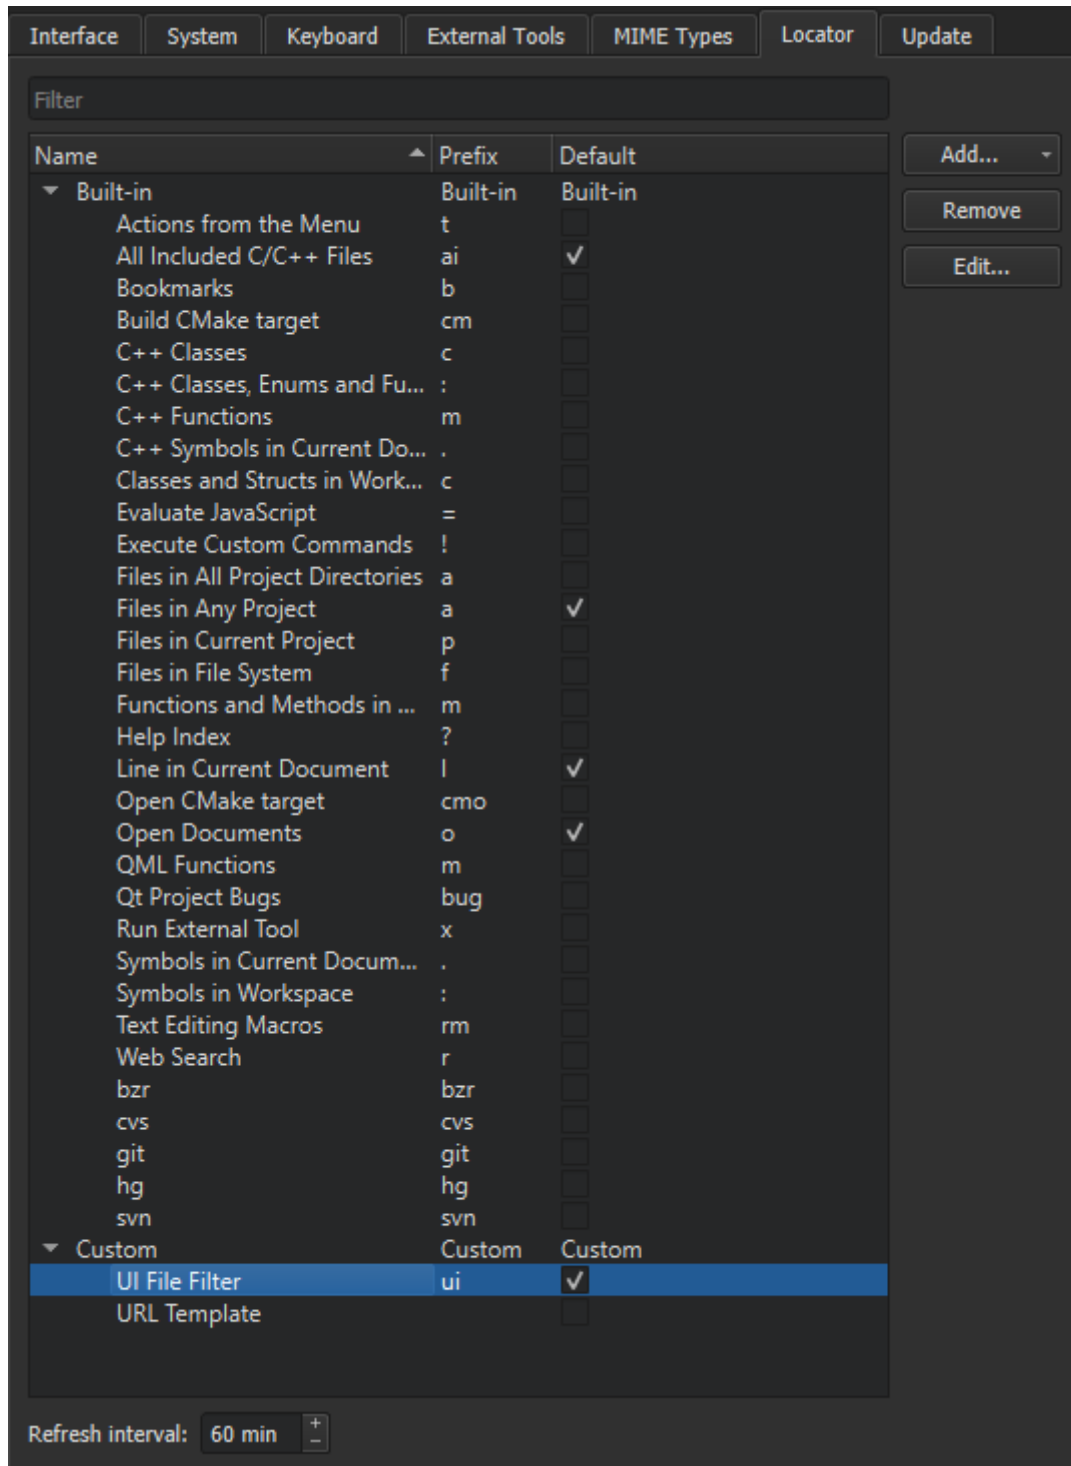 Interface System Keyboard External Tools MIME Types Locator Update
Filter
Name Prefix Default Add...
Built-in Built-in Built-in
Remove
Actions from the Menu t
All Included C/C++ Files ai
Edit...
Bookmarks b
Build CMake target cm
C++ Classes c
C++ Classes, Enums and Fu... :
C++ Functions m
C++ Symbols in Current Do... .
Classes and Structs in Work... c
Evaluate JavaScript =
Execute Custom Commands !
Files in All Project Directories a
Files in Any Project a
Files in Current Project p
Files in File System f
Functions and Methods in ... m
Help Index ?
Line in Current Document l
Open CMake target cmo
Open Documents o
QML Functions m
Qt Project Bugs bug
Run External Tool x
Symbols in Current Docum... .
Symbols in Workspace :
Text Editing Macros rm
Web Search r
bzr bzr
cvs cvs
git git
hg hg
svn svn
Custom Custom Custom
UI File Filter ui
URL Template
Refresh interval: 60 min